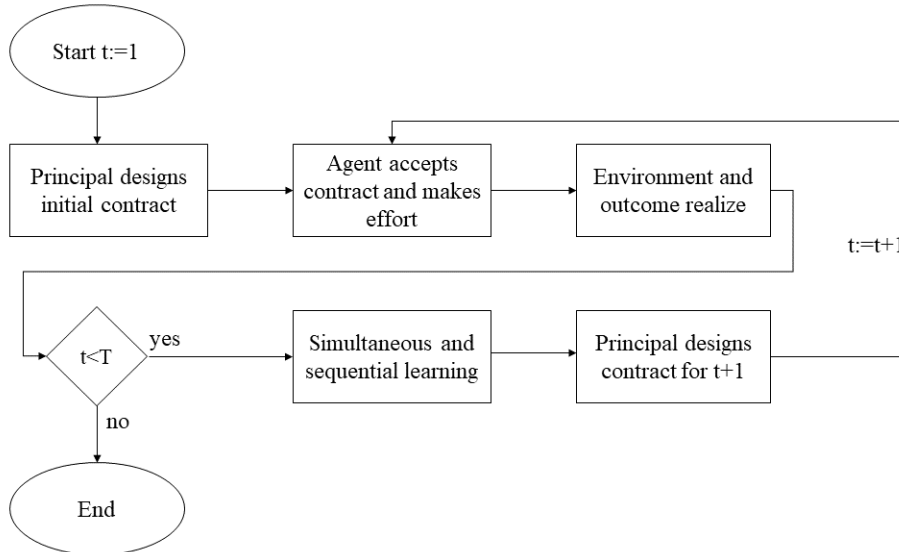 Start t:=1
Principal designs
initial contract
Agent accepts
contract and makes
effort
Environment and
outcome realize
t:=t+1
t<T
yes
Simultaneous and
sequential learning
Principal designs
contract for t+1
no
End